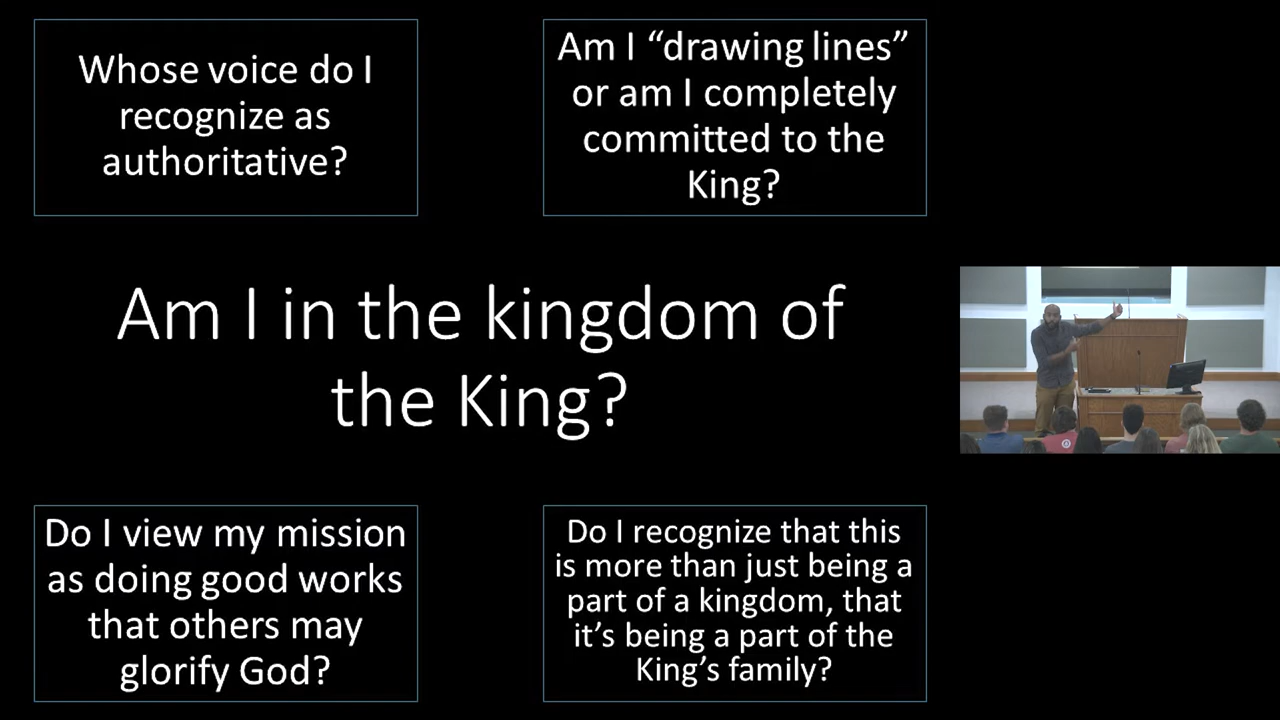 Whose voice do I
recognize as
authoritative?
Am I “drawing lines”
or am I completely
committed to the
King?
Am I in the kingdom of
the King?
Do I view my mission
as doing good works
that others may
glorify God?
Do I recognize that this
is more than just being a
part of a kingdom, that
it’s being a part of the
King’s family?